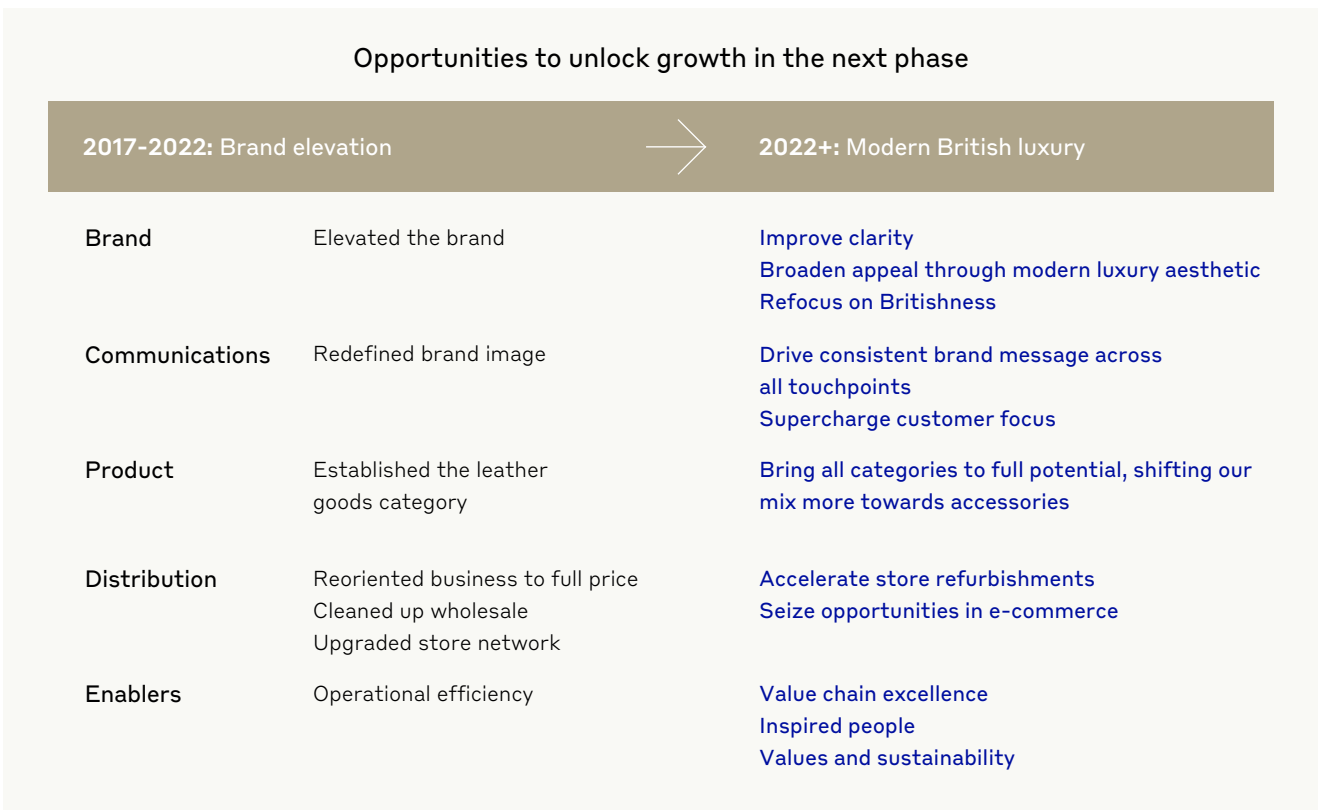 Opportunities to unlock growth in the next phase
2017-2022: Brand elevation
2022+: Modern British luxury
Brand
Elevated the brand
Improve clarity
Broaden appeal through modern luxury aesthetic
Refocus on Britishness
Communications
Redefined brand image
Drive consistent brand message across
all touchpoints
Supercharge customer focus
Product
Established the leather
goods category
Bring all categories to full potential, shifting our
mix more towards accessories
Distribution
Reoriented business to full price
Cleaned up wholesale
Upgraded store network
Accelerate store refurbishments
Seize opportunities in e-commerce
Enablers
Operational efficiency
Value chain excellence
Inspired people
Values and sustainability